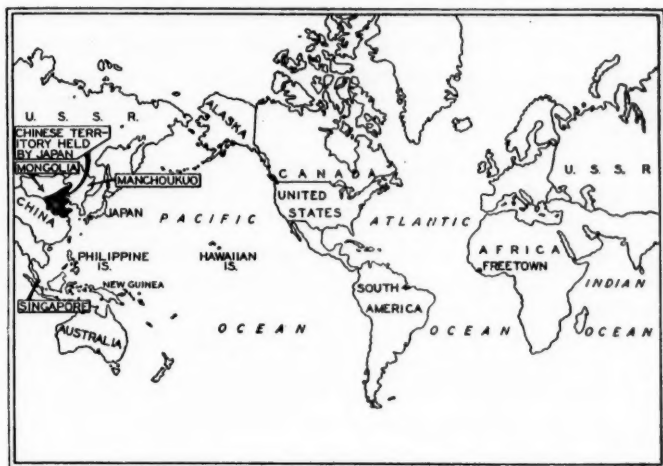 U. S. S. R.
CHINESE TERR-
ITORY HELD
BY JAPAN
MONGOLIA
MANCHOUKUO
CHINA
JAPAN
PHILIPPINE
IS.
NEW GUINEA
SINGAPORE
AUSTRALIA
ALASKA
PACIFIC
HAWAIIAN
IS.
OCEAN
CANADA
UNITED
STATES
ATLANTIC
SOUTH
AMERICA
OCEAN
U. S. S. R
AFRICA
FREETOWN
INDIAN
OCEAN